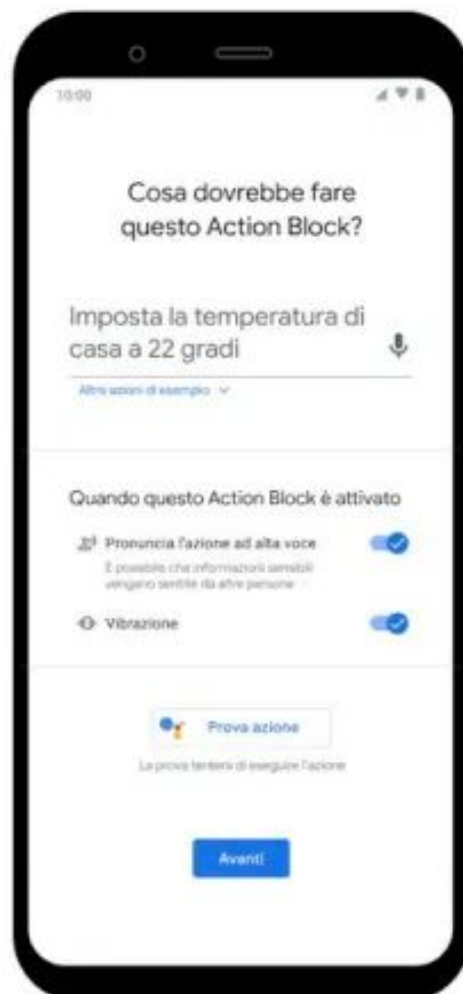 10:00
Cosa dovrebbe fare
questo Action Block?
Imposta la temperatura di
casa a 22 gradi
Altre azioni di esempio
Quando questo Action Block è attivato
Pronuncia l'azione ad alta voce
È possibile che informazioni sensibili
vengano sentite da altre persone
Vibrazione
Prova azione
La prova tenterà di eseguire l'azione
Avanti